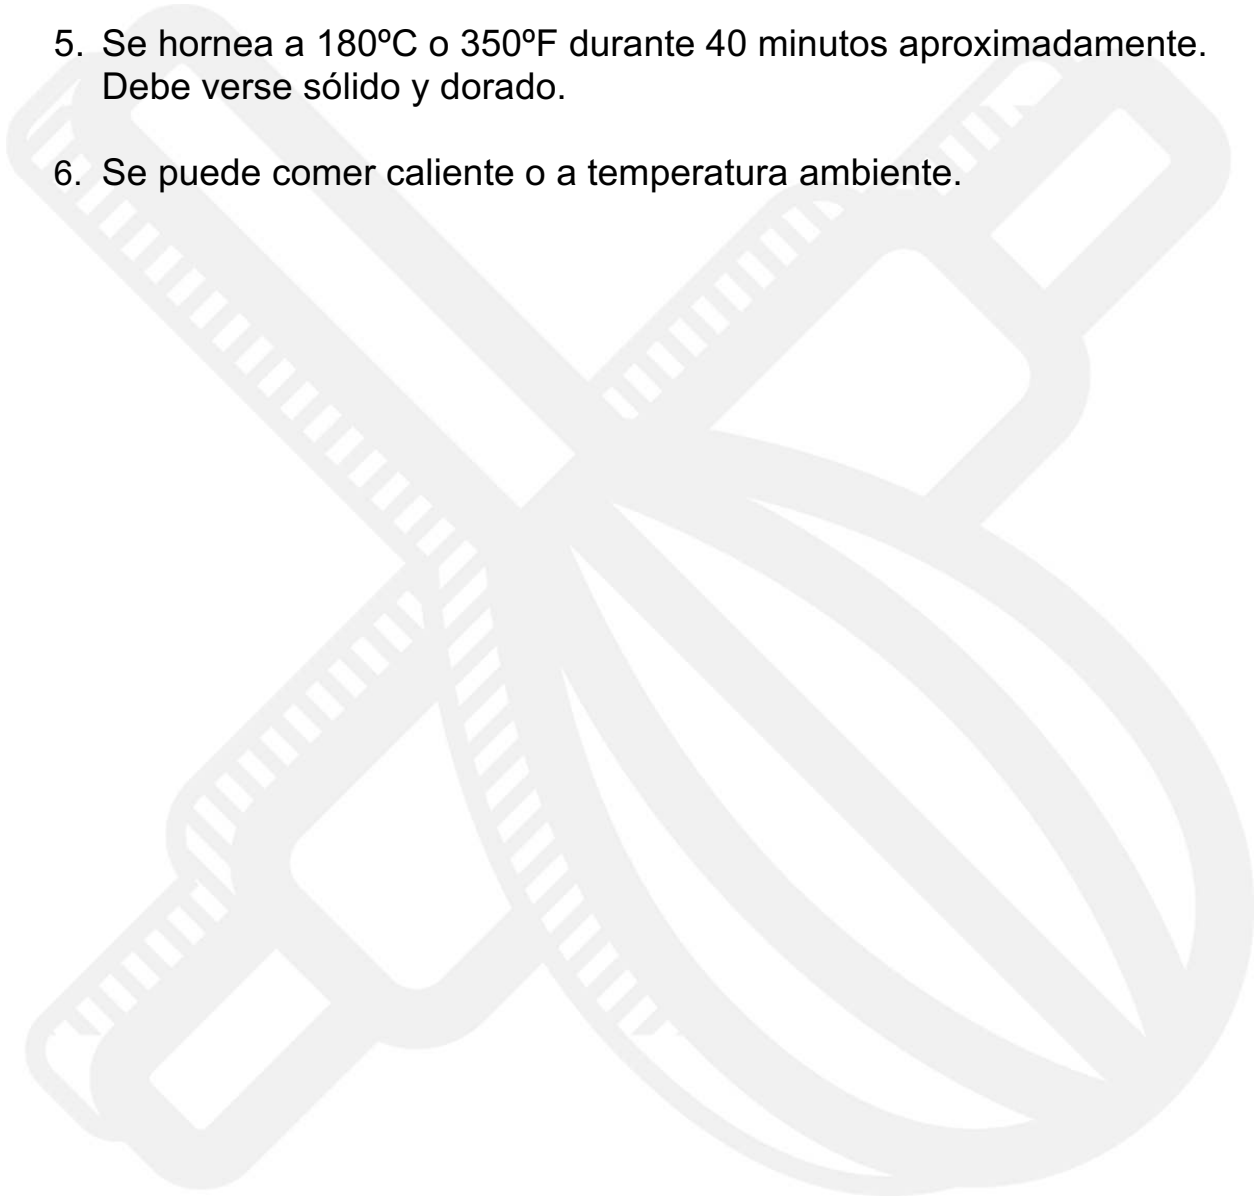 5. Se hornea a 180ºC o 350ºF durante 40 minutos aproximadamente.
Debe verse sólido y dorado.
6. Se puede comer caliente o a temperatura ambiente.